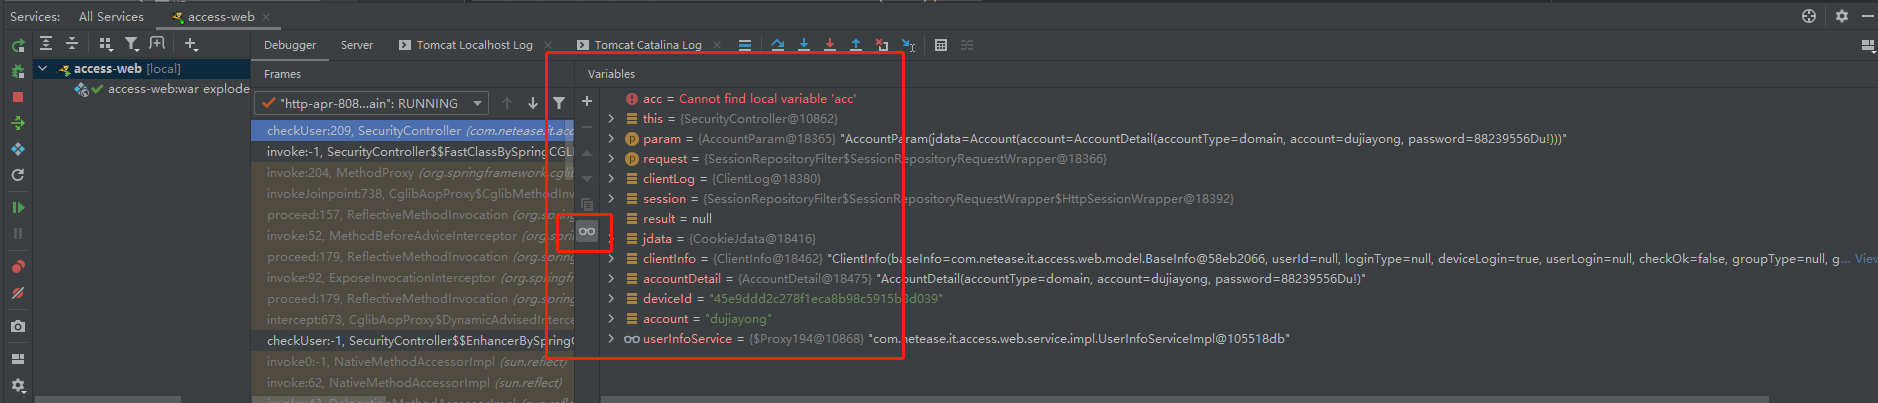 Services: All Services access-web
Debugger Server Tomcat Localhost Log Tomcat Catalina Log
access-web [local]
access-web:war explode
Frames
"http-apr-808...ain": RUNNING
checkUser:209, SecurityController (com.netease.it.acc
invoke:-1, SecurityController$$FastClassBySpringCGL
invoke:204, MethodProxy (org.springframework.cglib
invokeJoinpoint:738, CglibAopProxy$CglibMethodInv
proceed:157, ReflectiveMethodInvocation (org.spring
invoke:52, MethodBeforeAdviceInterceptor (org.spri
proceed:179, ReflectiveMethodInvocation (org.spring
invoke:92, ExposeInvocationInterceptor (org.springf
proceed:179, ReflectiveMethodInvocation (org.spring
intercept:673, CglibAopProxy$DynamicAdvisedInterce
checkUser:-1, SecurityController$$EnhancerBySpringC
invoke0:-1, NativeMethodAccessorImpl (sun.reflect)
invoke:62, NativeMethodAccessorImpl (sun.reflect)
Variables
acc = Cannot find local variable 'acc'
this = {SecurityController@10862}
param = {AccountParam@18365} "AccountParam(jdata=Account(account=AccountDetail(accountType=domain, account=dujiayong, password=88239556Du!)))"
request = {SessionRepositoryFilter$SessionRepositoryRequestWrapper@18366}
clientLog = {ClientLog@18380}
session = {SessionRepositoryFilter$SessionRepositoryRequestWrapper$HttpSessionWrapper@18392}
result = null
jdata = {CookieJdata@18416}
clientInfo = {ClientInfo@18462} "ClientInfo(baseInfo=com.netease.it.access.web.model.BaseInfo@58eb2066, userId=null, loginType=null, deviceLogin=true, userLogin=null, checkOk=false, groupType=null, g... View
accountDetail = {AccountDetail@18475} "AccountDetail(accountType=domain, account=dujiayong, password=88239556Du!)"
deviceId = "45e9ddd2c278f1eca8b98c5915b3d039"
account = "dujiayong"
userInfoService = {$Proxy194@10868} "com.netease.it.access.web.service.impl.UserInfoServiceImpl@105518db"